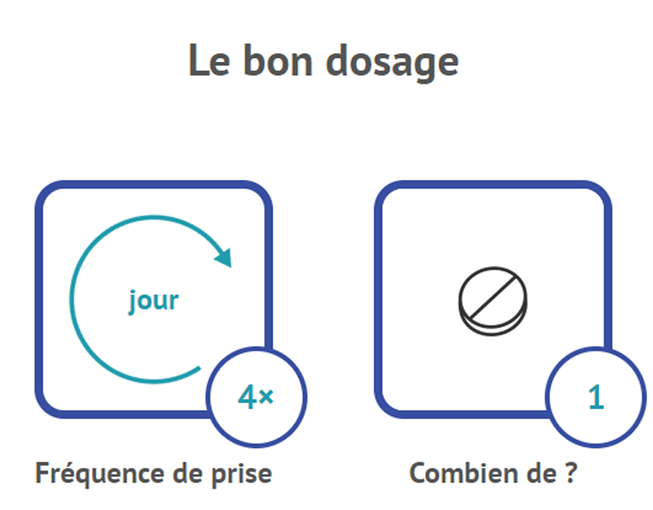 Le bon dosage
jour
4×
1
Fréquence de prise
Combien de ?